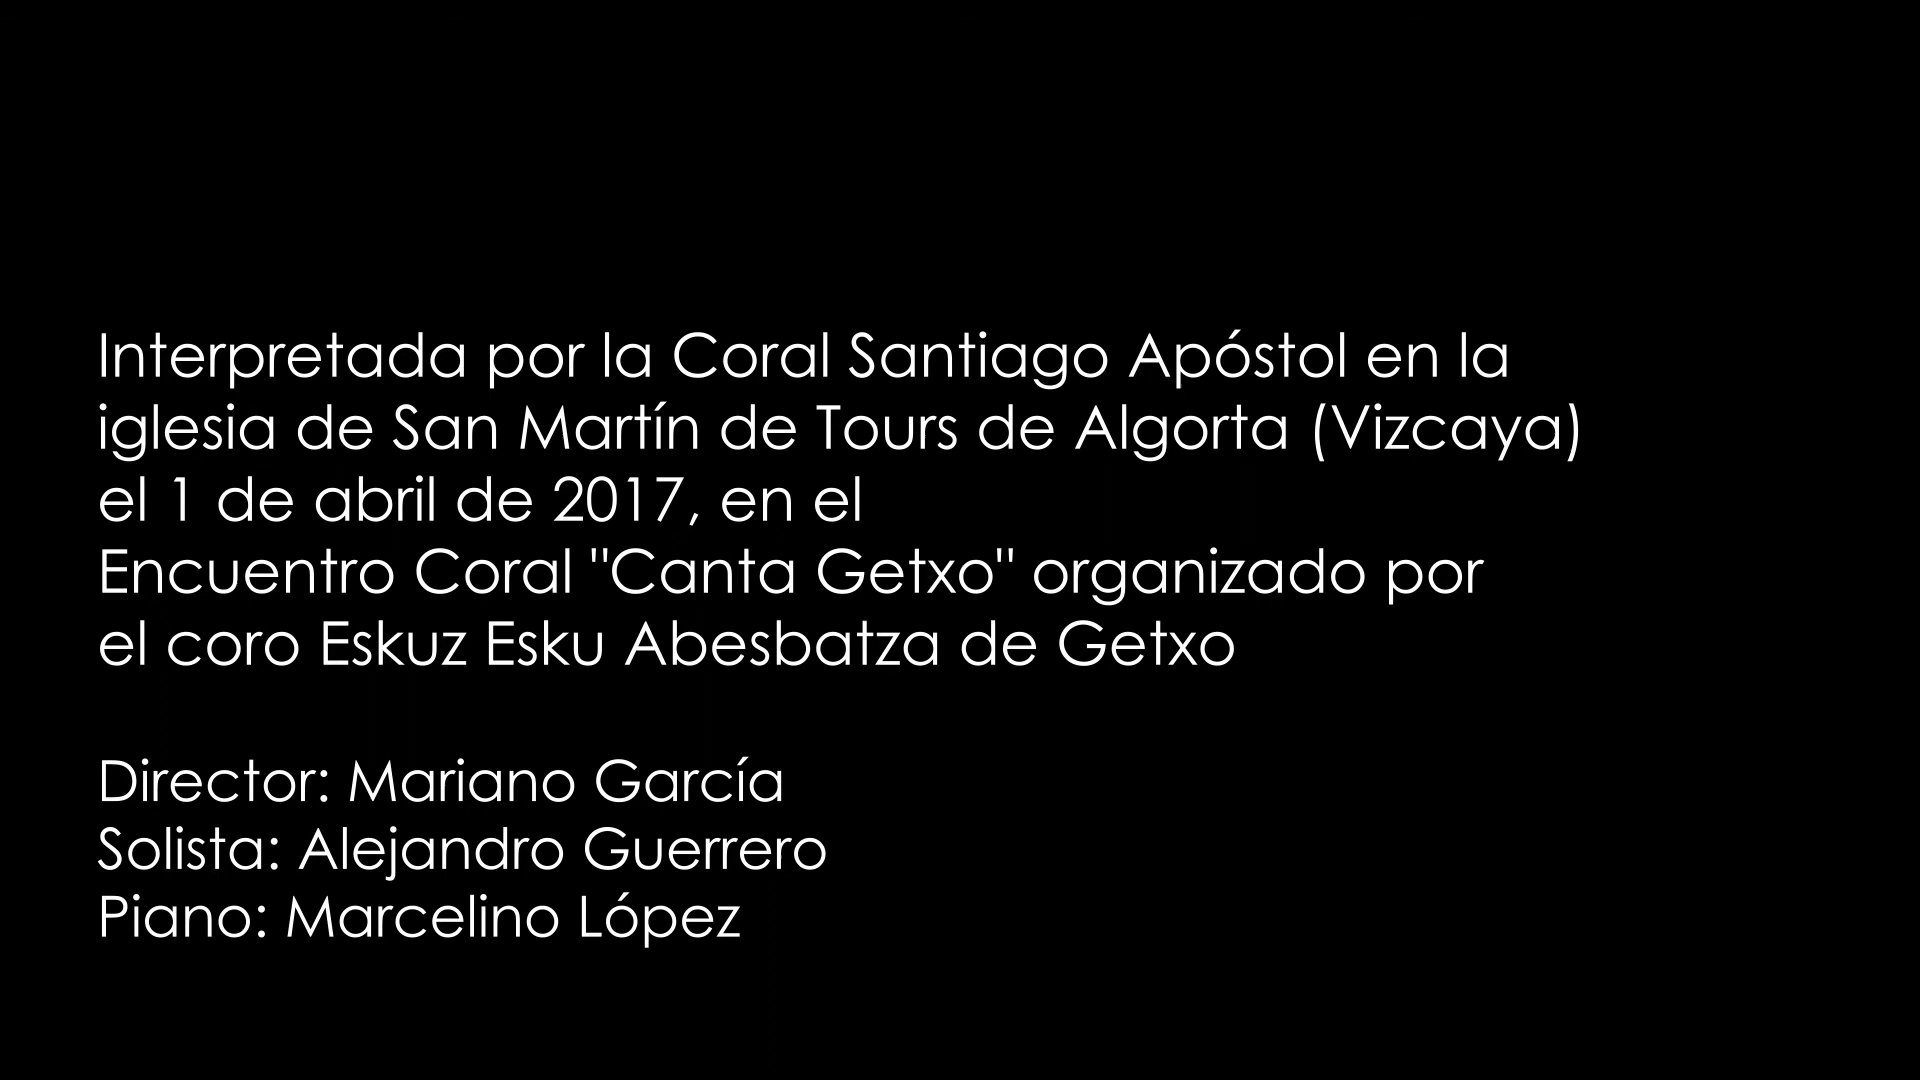 Interpretada por la Coral Santiago Apóstol en la
iglesia de San Martín de Tours de Algorta (Vizcaya)
el 1 de abril de 2017, en el
Encuentro Coral "Canta Getxo" organizado por
el coro Eskuz Esku Abesbatza de Getxo
Director: Mariano García
Solista: Alejandro Guerrero
Piano: Marcelino López